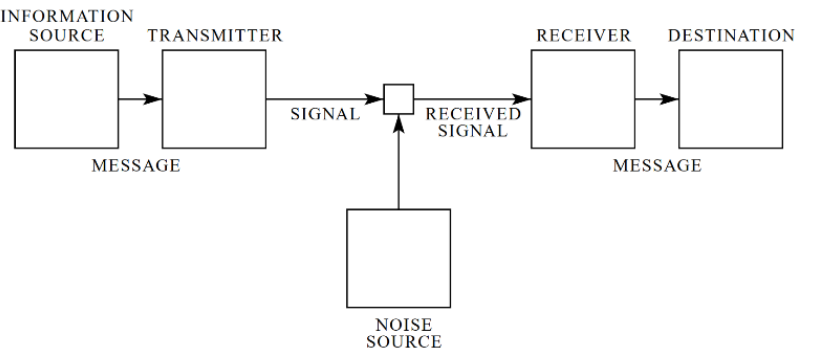 INFORMATION
SOURCE
TRANSMITTER
RECEIVER
DESTINATION
SIGNAL
RECEIVED
SIGNAL
MESSAGE
MESSAGE
NOISE
SOURCE